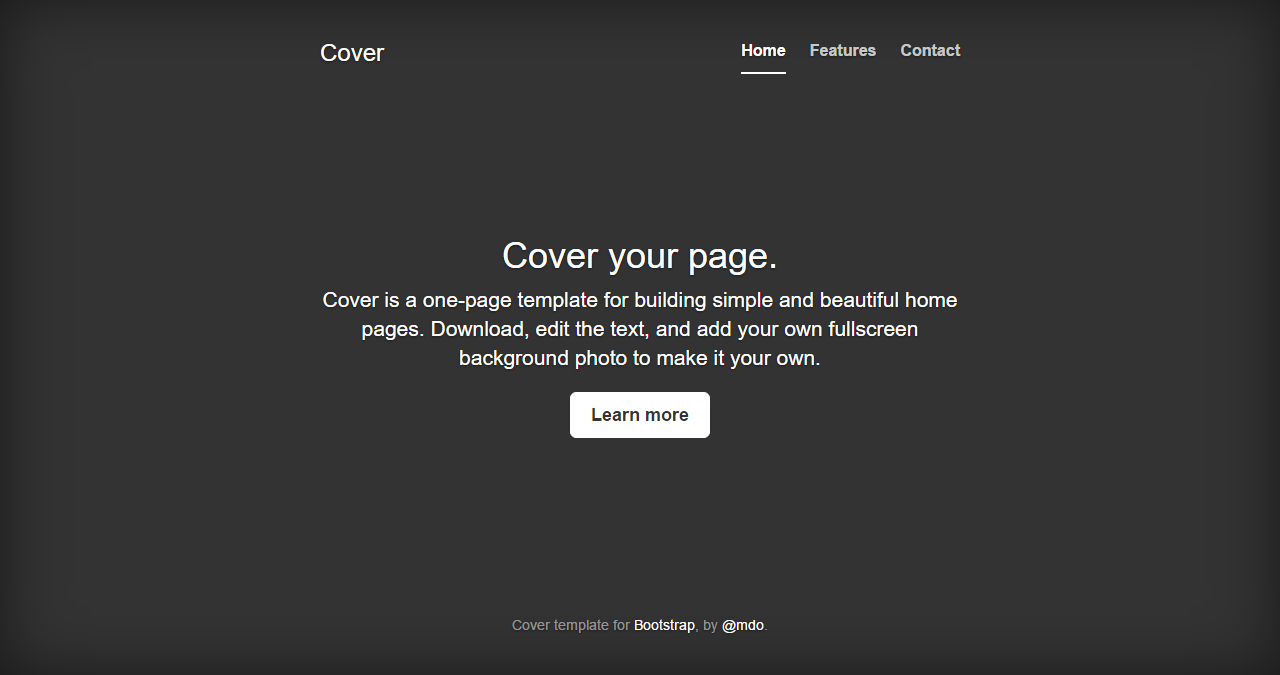 Cover
Home Features Contact
Cover your page.
Cover is a one-page template for building simple and beautiful home
pages. Download, edit the text, and add your own fullscreen
background photo to make it your own.
Learn more
Cover template for Bootstrap, by @mdo.